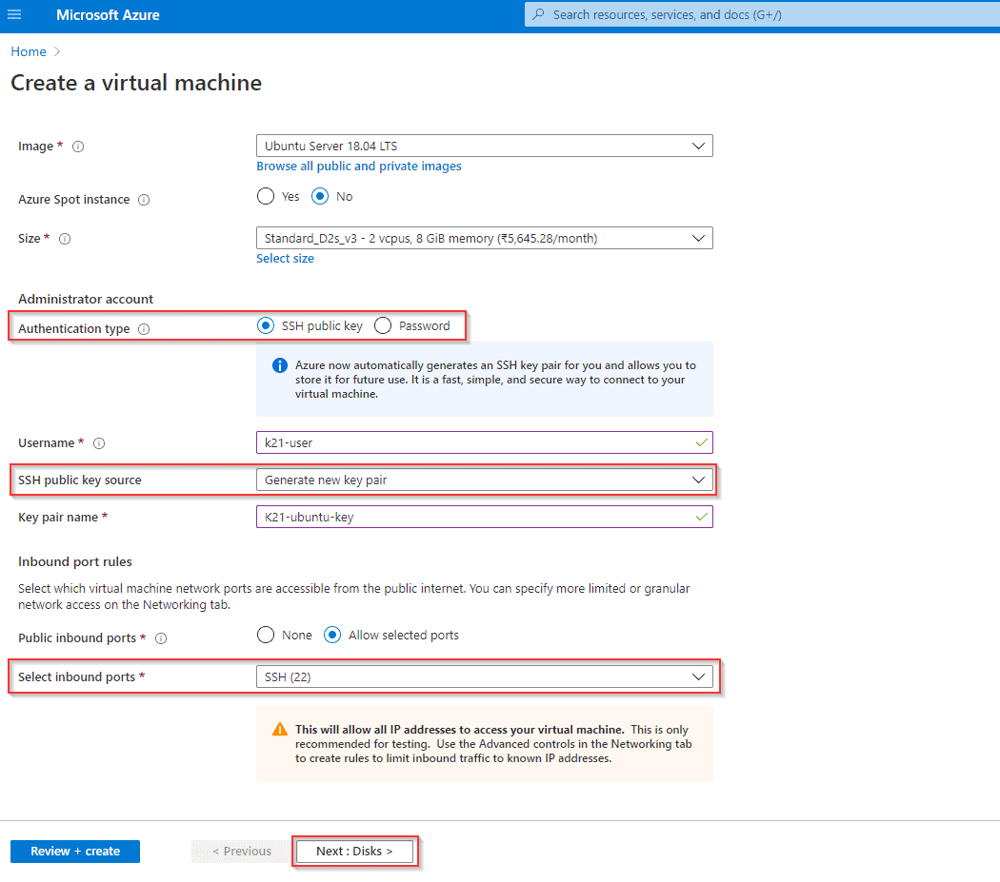 Microsoft Azure
Search resources, services, and docs (G+/)
Home
Create a virtual machine
Image *
Ubuntu Server 18.04 LTS
Browse all public and private images
Azure Spot instance
Yes No
Size *
Standard_D2s_v3 - 2 vcpus, 8 GiB memory (₹5,645.28/month)
Select size
Administrator account
Authentication type
SSH public key Password
Azure now automatically generates an SSH key pair for you and allows you to
store it for future use. It is a fast, simple, and secure way to connect to your
virtual machine.
Username *
k21-user
SSH public key source
Generate new key pair
Key pair name *
K21-ubuntu-key
Inbound port rules
Select which virtual machine network ports are accessible from the public internet. You can specify more limited or granular
network access on the Networking tab.
Public inbound ports *
None Allow selected ports
Select inbound ports *
SSH (22)
This will allow all IP addresses to access your virtual machine. This is only
recommended for testing. Use the Advanced controls in the Networking tab
to create rules to limit inbound traffic to known IP addresses.
Review + create
< Previous
Next : Disks >